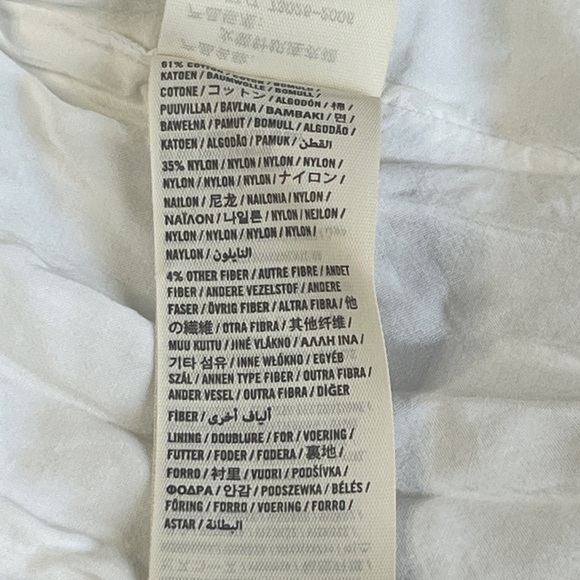 61% COTTON / COTON / BOMULD /
KATOEN / BAUMWOLLE / BOMULL /
COTONE / コットン / ALGODÓN / 棉 /
PUUVILLAA / BAVLNA / BAMBAKI / 면 /
BAWEŁNA / PAMUT / BOMULL / ALGODÃO /
KATOEN / ALGODÃO / PAMUK / القطن
35% NYLON / NYLON / NYLON / NYLON /
NYLON / NYLON / NYLON / ナイロン /
NAILON / 尼龙 / NAILONIA / NYLON /
ΝΑΪΛΟΝ / 나일론 / NYLON / NEJLON /
NYLON / NYLON / NYLON / NYLON /
NAYLON / النايلون
4% OTHER FIBER / AUTRE FIBRE / ANDET
FIBER / ANDERE VEZELSTOF / ANDERE
FASER / ÖVRIG FIBER / ALTRA FIBRA / 他
の繊維 / OTRA FIBRA / 其他纤维 /
MUU KUITU / JINÉ VLÁKNO / ΑΛΛΗ ΙΝΑ /
기타 섬유 / INNE WŁÓKNO / EGYÉB
SZÁL / ANNEN TYPE FIBER / OUTRA FIBRA /
ANDER VESEL / OUTRA FIBRA / DİĞER
FİBER / ألياف أخرى
LINING / DOUBLURE / FOR / VOERING /
FUTTER / FODER / FODERA / 裏地 /
FORRO / 衬里 / VUORI / PODŠÍVKA /
ΦΟΔΡΑ / 안감 / PODSZEWKA / BÉLÉS /
FÔRING / FORRO / VOERING / FORRO /
ASTAR / البطانة